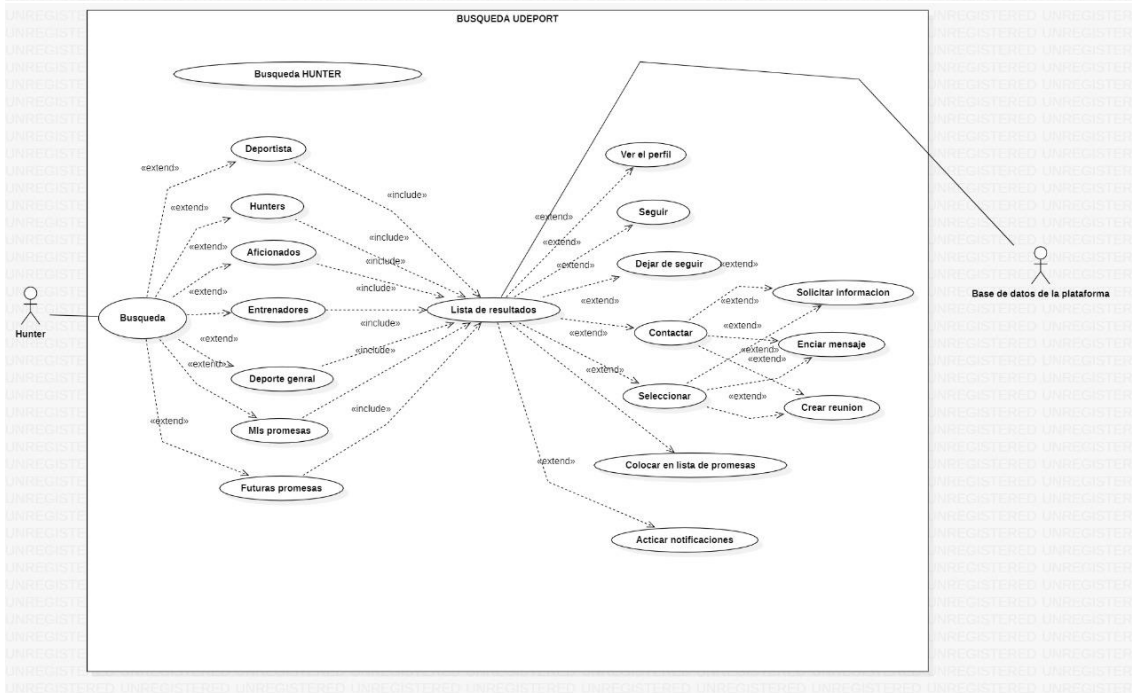 BUSQUEDA UDEPORT
Busqueda HUNTER
Deportista
Ver el perfil
«extend»
«include»
Hunters
Seguir
«extend»
«extend»
«include»
«extend»
Aficionados
«extend»
«include»
Dejar de seguir
«extend»
«extend»
Solicitar informacion
«extend»
«include»
«extend»
«extend»
Base de datos de la plataforma
Busqueda
Entrenadores
Lista de resultados
Hunter
«include»
«extend»
Contactar
«extend»
«extend»
Enciar mensaje
«include»
«extend»
«extend»
«extend»
«extend»
Deporte genral
Seleccionar
«extend»
Crear reunion
«include»
«extend»
MIs promesas
Colocar en lista de promesas
«extend»
Futuras promesas
Acticar notificaciones
UNREGISTERED